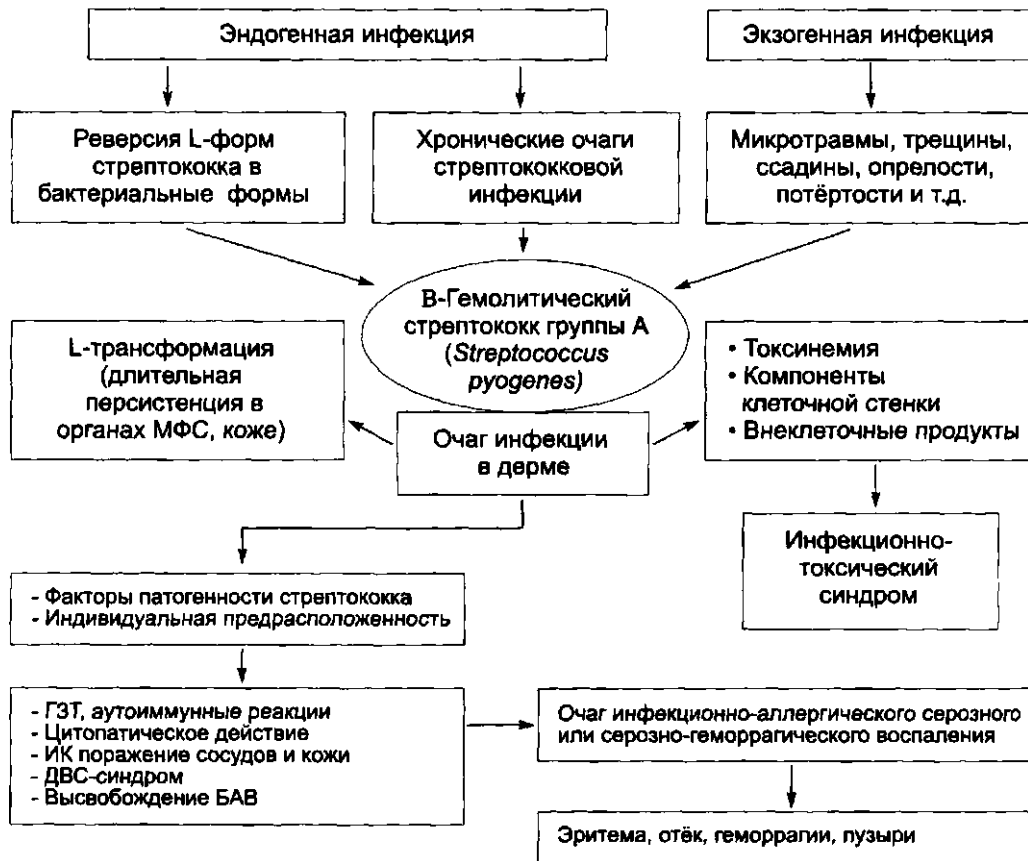 Эндогенная инфекция
Экзогенная инфекция
Реверсия L-форм
стрептококка в
бактериальные формы
Хронические очаги
стрептококковой
инфекции
Микротравмы, трещины,
ссадины, опрелости,
потёртости и т.д.
В-Гемолитический
стрептококк группы А
(Streptococcus
pyogenes)
L-трансформация
(длительная
персистенция в
органах МФС, коже)
Очаг инфекции
в дерме
• Токсинемия
• Компоненты
клеточной стенки
• Внеклеточные продукты
Инфекционно-
токсический
синдром
- Факторы патогенности стрептококка
- Индивидуальная предрасположенность
- ГЗТ, аутоиммунные реакции
- Цитопатическое действие
- ИК поражение сосудов и кожи
- ДВС-синдром
- Высвобождение БАВ
Очаг инфекционно-аллергического серозного
или серозно-геморрагического воспаления
Эритема, отёк, геморрагии, пузыри